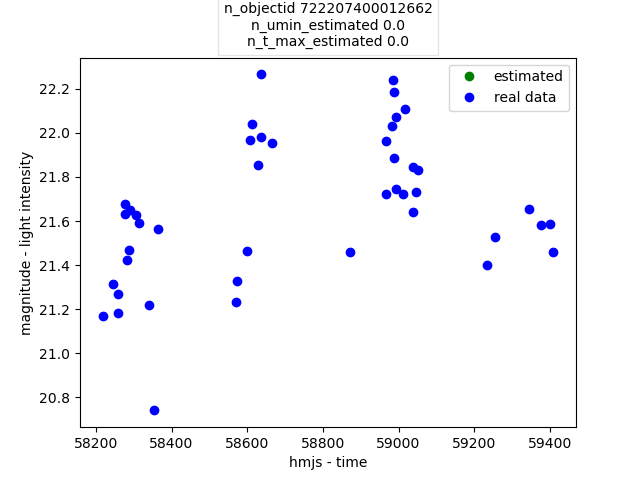 n_objectid 722207400012662
n_umin_estimated 0.0
n_t_max_estimated 0.0
estimated
real data
22.2
22.0
21.8
21.6
21.4
21.2
21.0
20.8
magnitude - light intensity
58200 58400 58600 58800 59000 59200 59400
hmjs - time